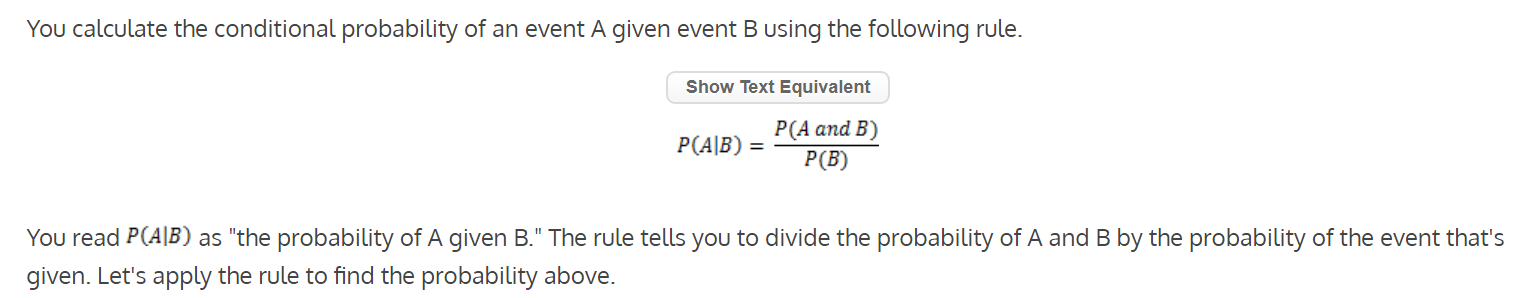 You calculate the conditional probability of an event A given event B using the following rule.
Show Text Equivalent
P(A|B) = P(A and B) / P(B)
You read P(A|B) as "the probability of A given B." The rule tells you to divide the probability of A and B by the probability of the event that's
given. Let's apply the rule to find the probability above.